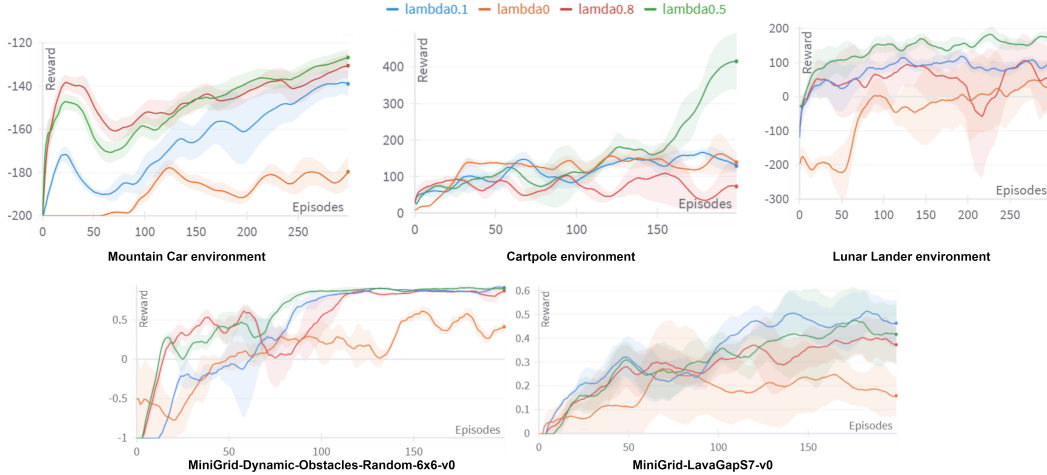 lambda0.1 lambda0 lamda0.8 lambda0.5
Reward
-120
-140
-160
-180
-200
0 50 100 150 200 250
Episodes
Mountain Car environment
Reward
400
300
200
100
0
0 50 100 150
Episodes
Cartpole environment
Reward
200
100
0
-100
-200
-300
0 50 100 150 200 250
Episodes
Lunar Lander environment
Reward
0.5
0
-0.5
-1
50 100 150
Episodes
MiniGrid-Dynamic-Obstacles-Random-6x6-v0
Reward
0.6
0.5
0.4
0.3
0.2
0.1
0
0 50 100 150
Episodes
MiniGrid-LavaGapS7-v0